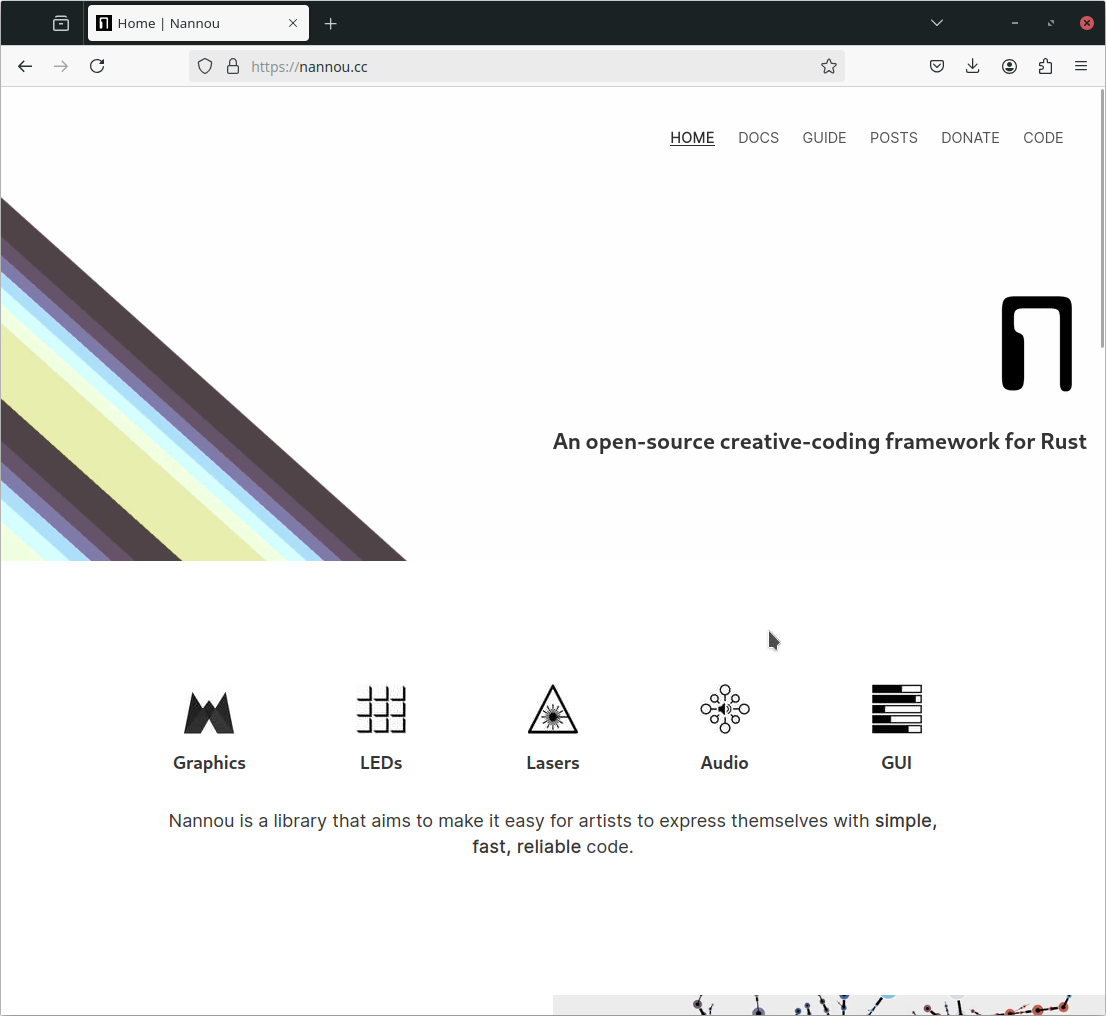 Home | Nannou
https://nannou.cc
HOME DOCS GUIDE POSTS DONATE CODE
An open-source creative-coding framework for Rust
Graphics LEDs Lasers Audio GUI
Nannou is a library that aims to make it easy for artists to express themselves with simple,
fast, reliable code.